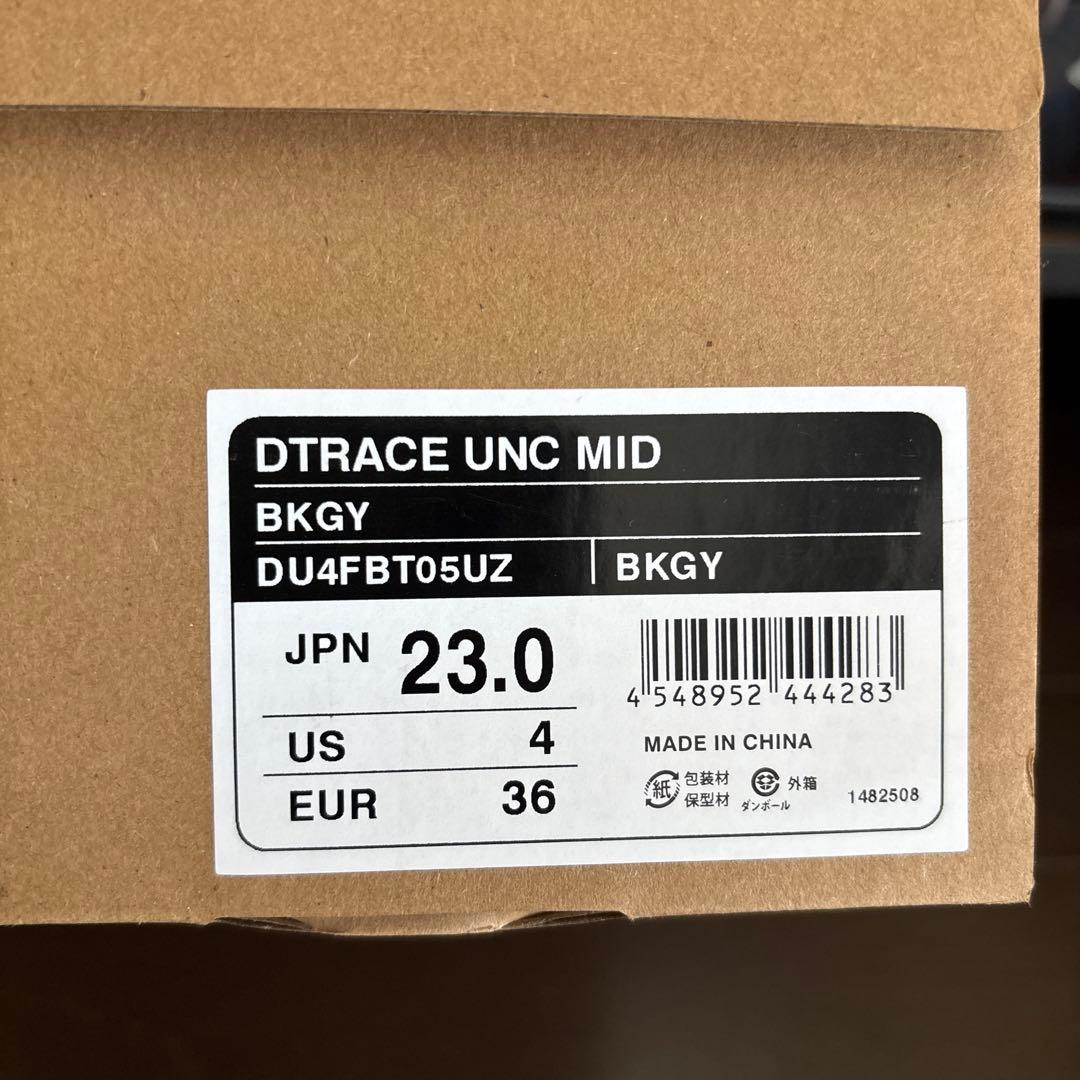 DTRACE UNC MID
BKGY
DU4FBT05UZ BKGY
JPN 23.0
US 4
EUR 36
4 548952 444283
MADE IN CHINA
紙 包装材 保型材
ダンボール 外箱
1482508